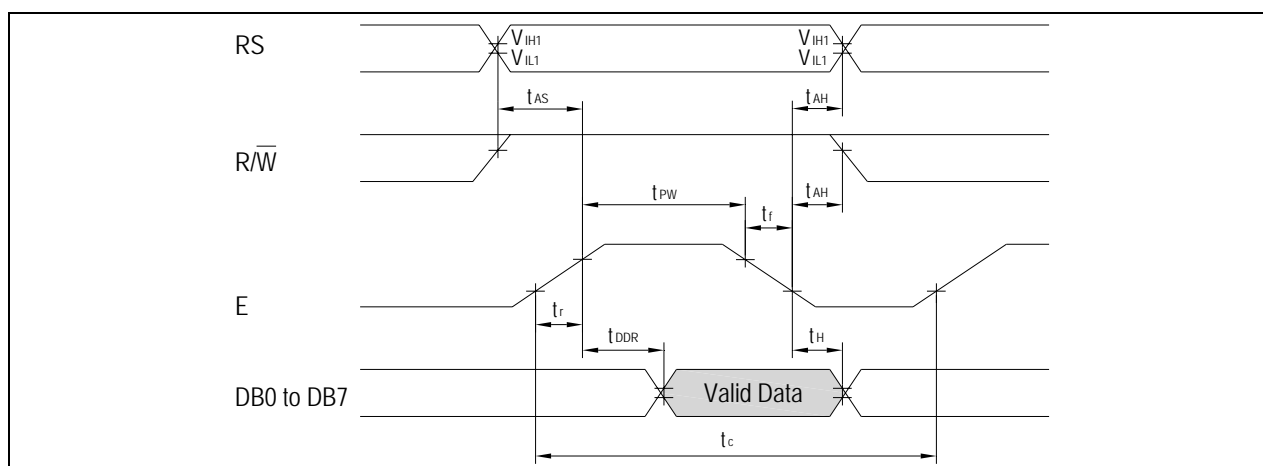 RS
VIH1
VIL1
VIH1
VIL1
tAS
tAH
R/W̅
tPW
tAH
tf
E
tr
tDDR
tH
DB0 to DB7
Valid Data
tc